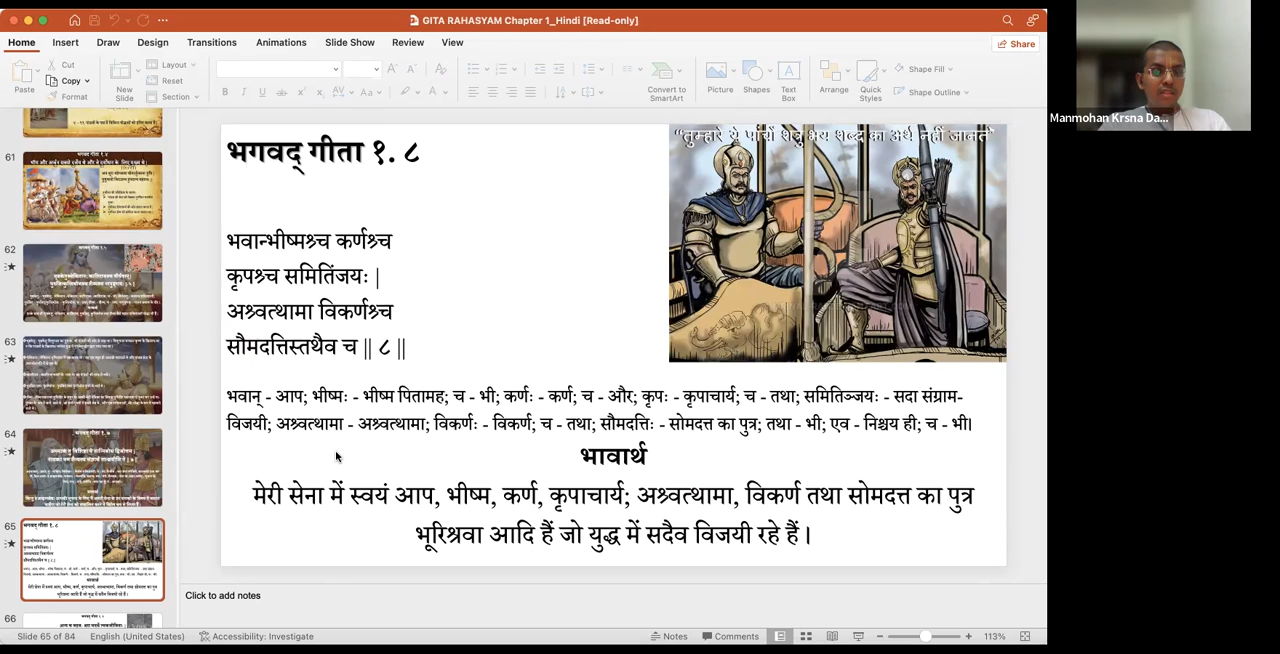 GITA RAHASYAM Chapter 1_Hindi [Read-only]
Home Insert Draw Design Transitions Animations Slide Show Review View
Share
Paste
Cut
Copy
Format
New Slide
Layout
Reset
Section
Convert to SmartArt
Picture
Shapes
Text Box
Arrange
Quick Styles
Shape Fill
Shape Outline
Manmohan Krsna Da...
61
62
63
64
65
66
भगवद् गीता १. ८
"तुम्हारे ये पांचों शत्रु भय शब्द का अर्थ नहीं जानते"
भवान्भीष्मश्च कर्णश्च
कृपश्च समितिंजयः |
अश्वत्थामा विकर्णश्च
सौमदत्तिस्तथैव च || ८ ||
भवान् - आप; भीष्मः - भीष्म पितामह; च - भी; कर्णः - कर्ण; च - और; कृपः - कृपाचार्य; च - तथा; समितिञ्जयः - सदा संग्राम-
विजयी; अश्वत्थामा - अश्वत्थामा; विकर्णः - विकर्ण; च - तथा; सौमदत्तिः - सोमदत्त का पुत्र; तथा - भी; एव - निश्चय ही; च - भी।
भावार्थ
मेरी सेना में स्वयं आप, भीष्म, कर्ण, कृपाचार्य; अश्वत्थामा, विकर्ण तथा सोमदत्त का पुत्र
भूरिश्रवा आदि हैं जो युद्ध में सदैव विजयी रहे हैं।
Click to add notes
Slide 65 of 84 English (United States) Accessibility: Investigate Notes Comments 113%